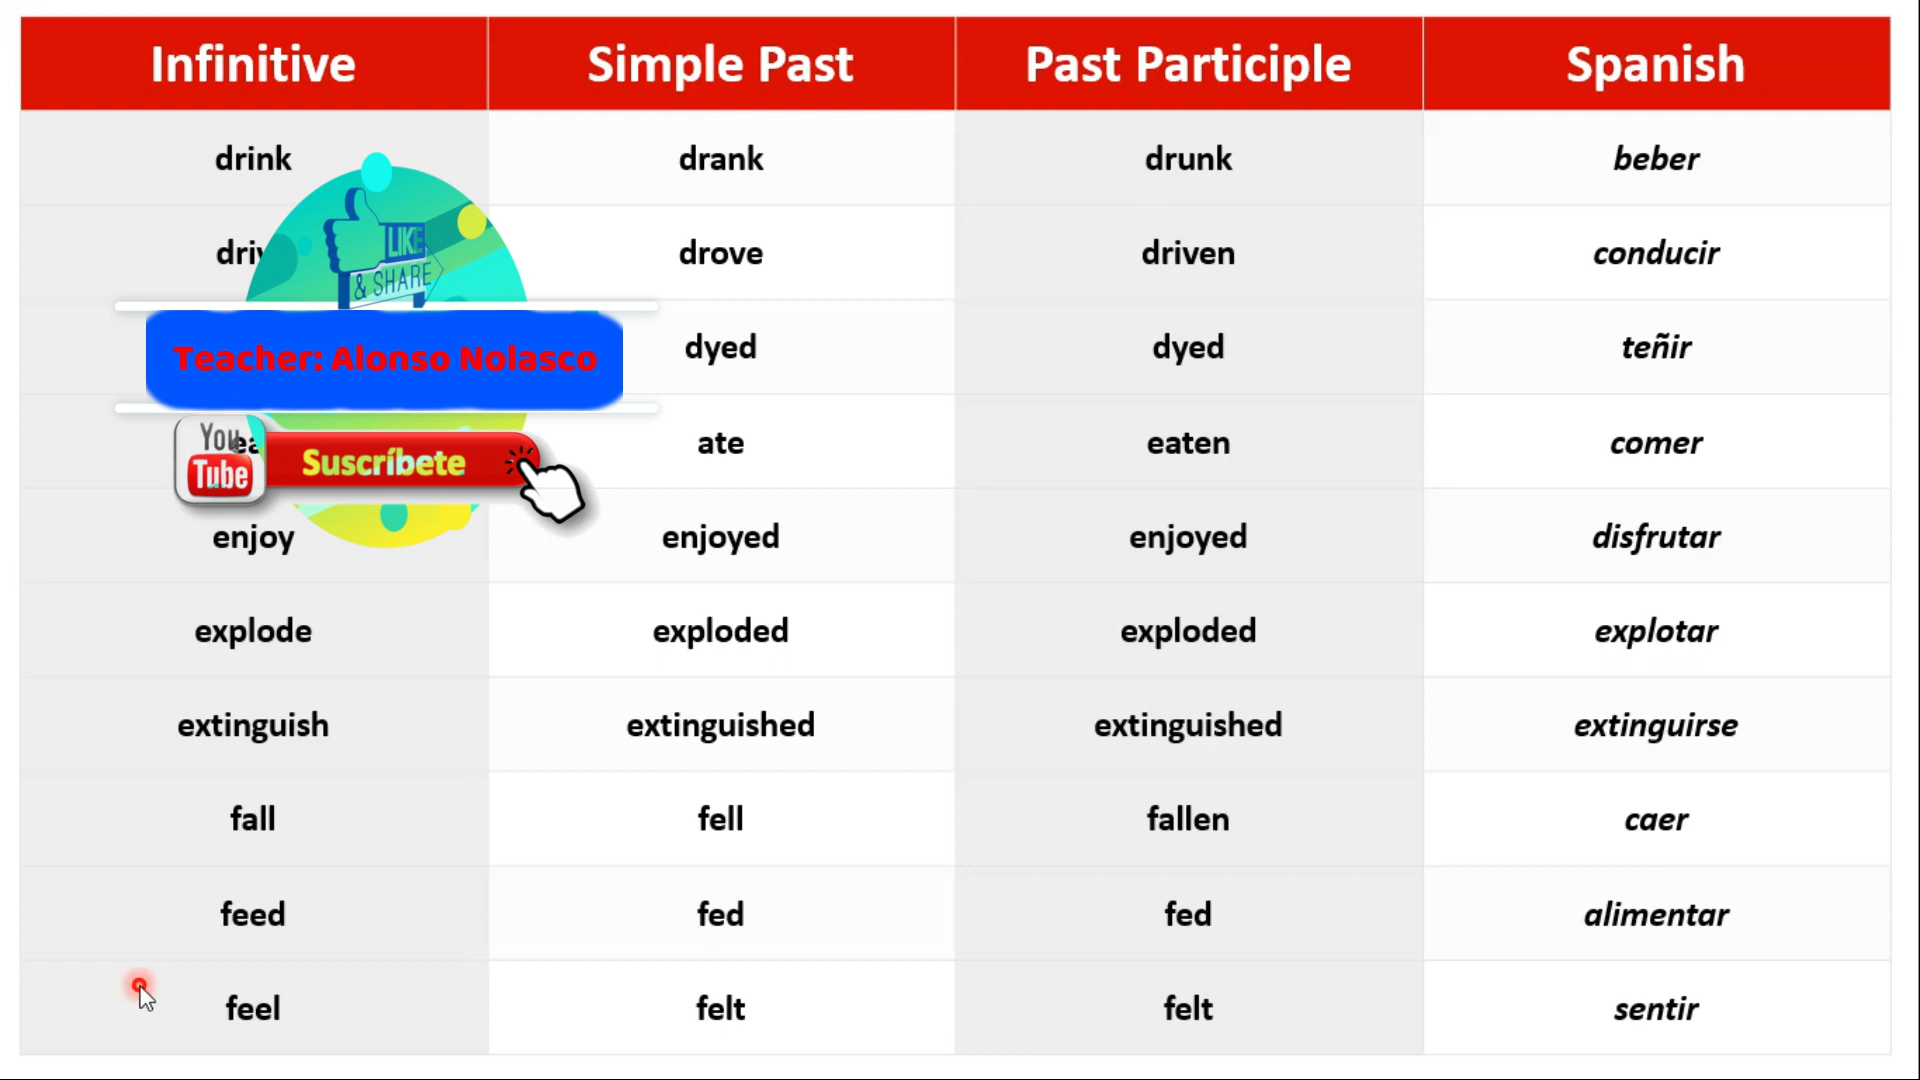 Infinitive Simple Past Past Participle Spanish
drink drank drunk beber
drove driven conducir
LIKE
& SHARE
Teacher: Alonso Nolasco
dyed dyed teñir
ate eaten comer
You
Tube
Suscríbete
enjoy enjoyed enjoyed disfrutar
explode exploded exploded explotar
extinguish extinguished extinguished extinguirse
fall fell fallen caer
feed fed fed alimentar
feel felt felt sentir